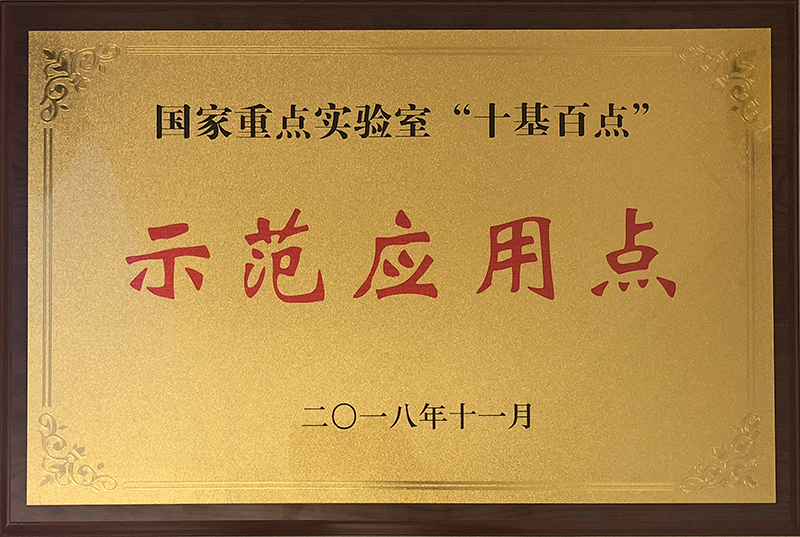 国家重点实验室“十基百点”
示范应用点
二〇一八年十一月